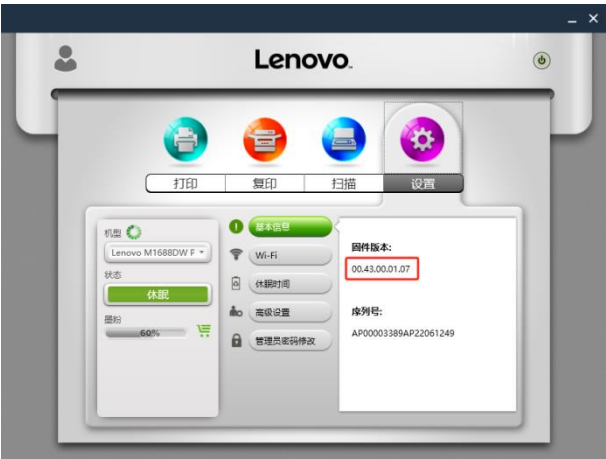 Lenovo.
打印 复印 扫描 设置
机型
Lenovo M1688DW P
状态
休眠
墨粉
60%
基本信息
Wi-Fi
休眠时间
高级设置
管理员密码修改
固件版本:
00.43.00.01.07
序列号:
AP00003389AP22061249